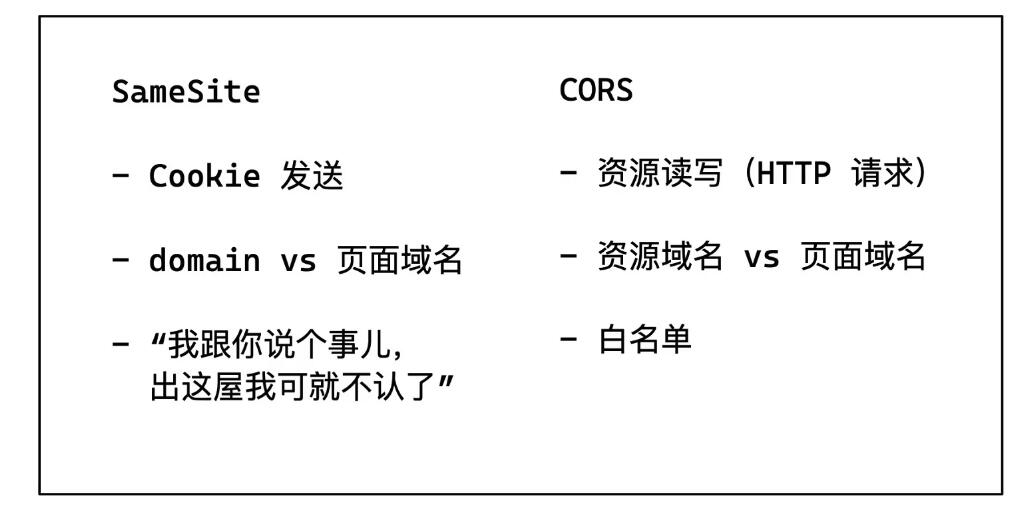 SameSite
- Cookie 发送
- domain vs 页面域名
- “我跟你说个事儿,
出这屋我可就不认了”
CORS
- 资源读写（HTTP 请求）
- 资源域名 vs 页面域名
- 白名单